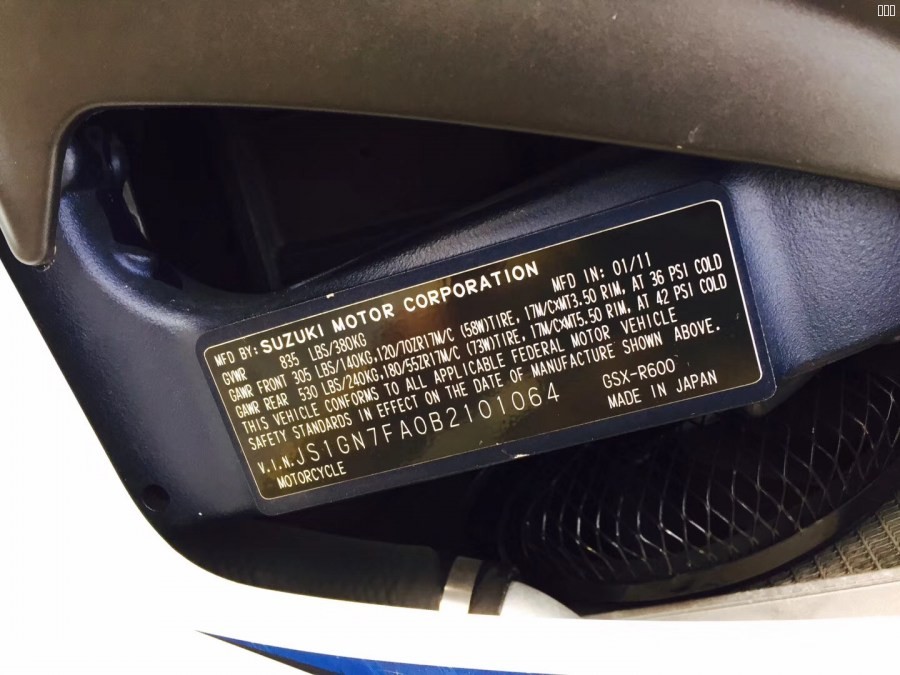 MFD BY: SUZUKI MOTOR CORPORATION MFD IN: 01/11
GVWR 835 LBS/380KG
GAWR FRONT 305 LBS/140KG,120/70ZR17M/C (58W)TIRE, 17M/C×MT3.50 RIM, AT 36 PSI COLD
GAWR REAR 530 LBS/240KG,180/55ZR17M/C (73W)TIRE, 17M/C×MT5.50 RIM, AT 42 PSI COLD
THIS VEHICLE CONFORMS TO ALL APPLICABLE FEDERAL MOTOR VEHICLE
SAFETY STANDARDS IN EFFECT ON THE DATE OF MANUFACTURE SHOWN ABOVE.
V.I.N. JS1GN7FA0B2101064 GSX-R600
MOTORCYCLE MADE IN JAPAN